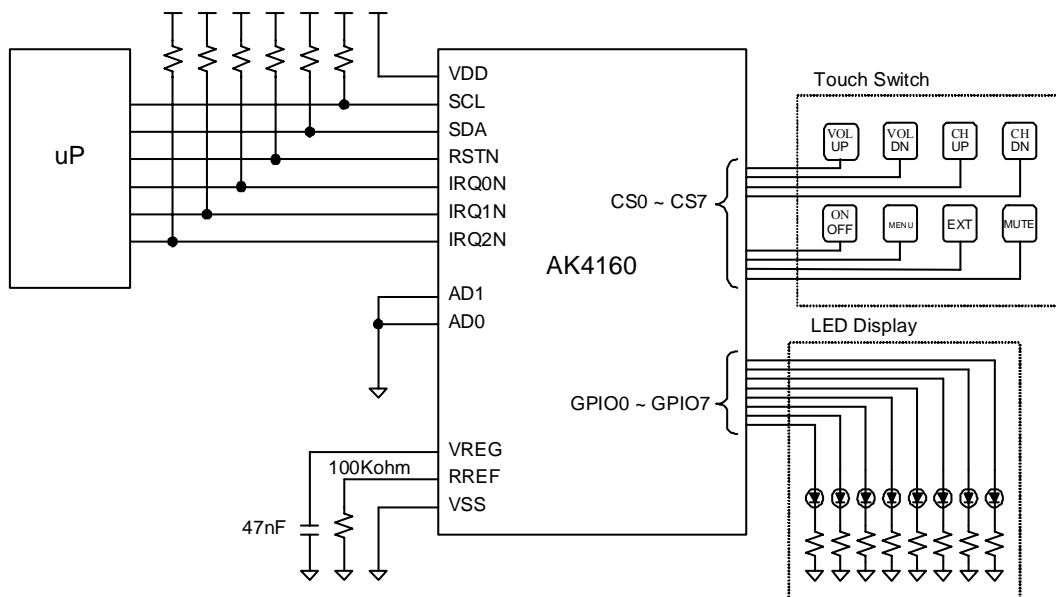 uP
VDD
SCL
SDA
RSTN
IRQ0N
IRQ1N
IRQ2N
AD1
AD0
VREG
100Kohm
RREF
VSS
47nF
AK4160
CS0 ~ CS7
GPIO0 ~ GPIO7
Touch Switch
VOL
UP
VOL
DN
CH
UP
CH
DN
ON
OFF
MENU
EXT
MUTE
LED Display